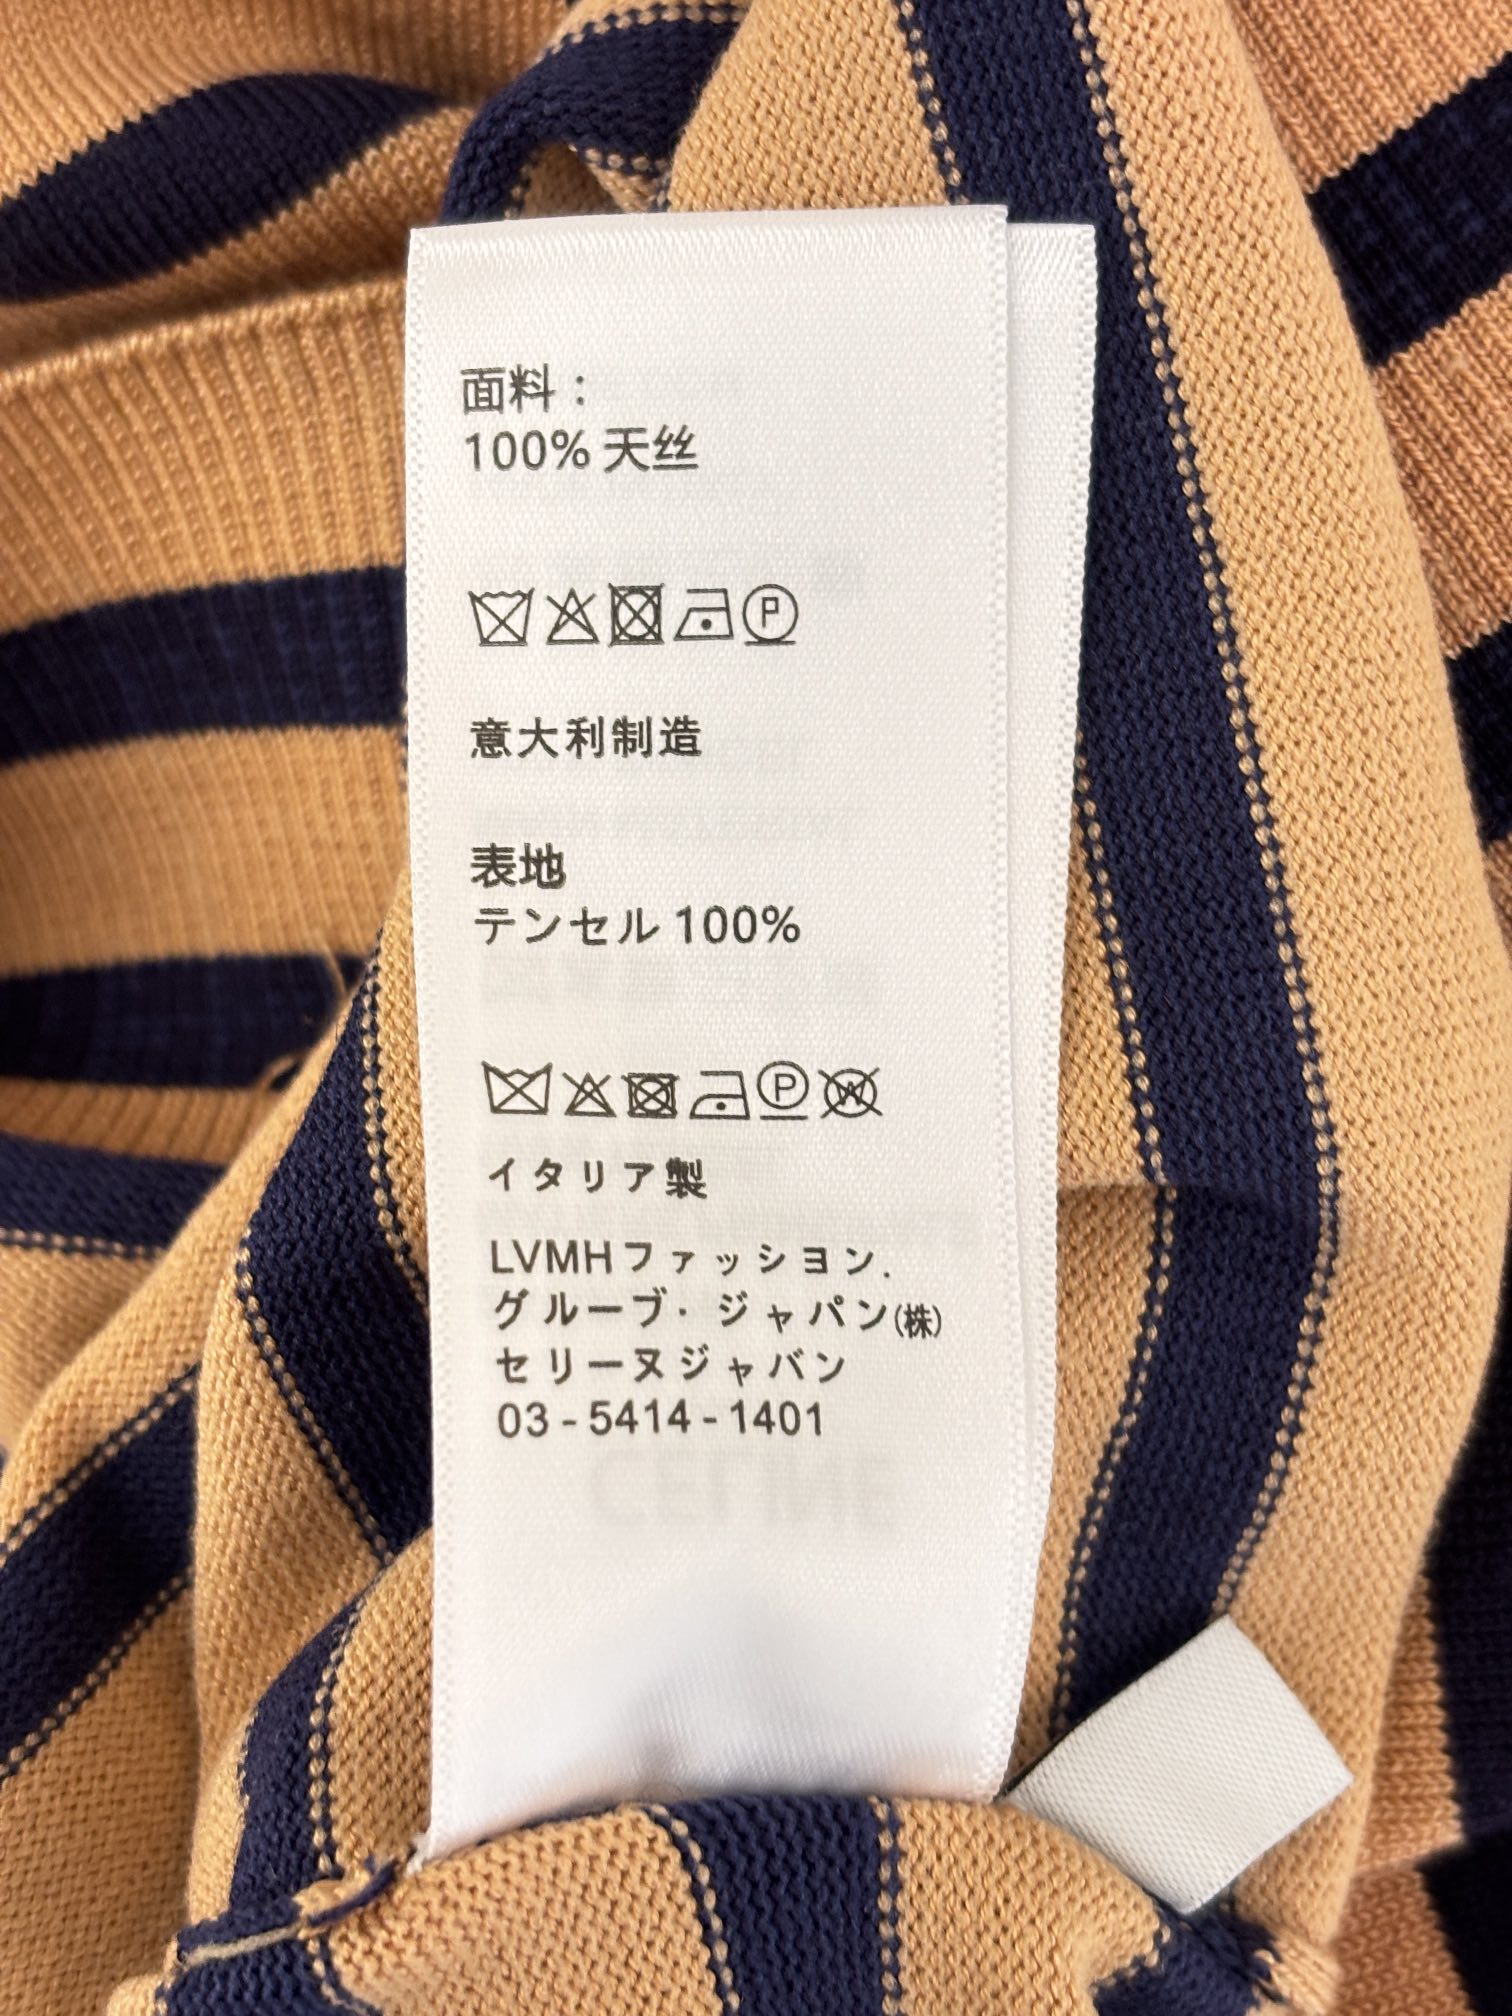 面料：
100% 天丝
P
意大利制造
表地
テンセル 100%
P W
イタリア製
LVMHファッション.
グループ・ジャパン(株)
セリーヌジャパン
03-5414-1401
CELINE